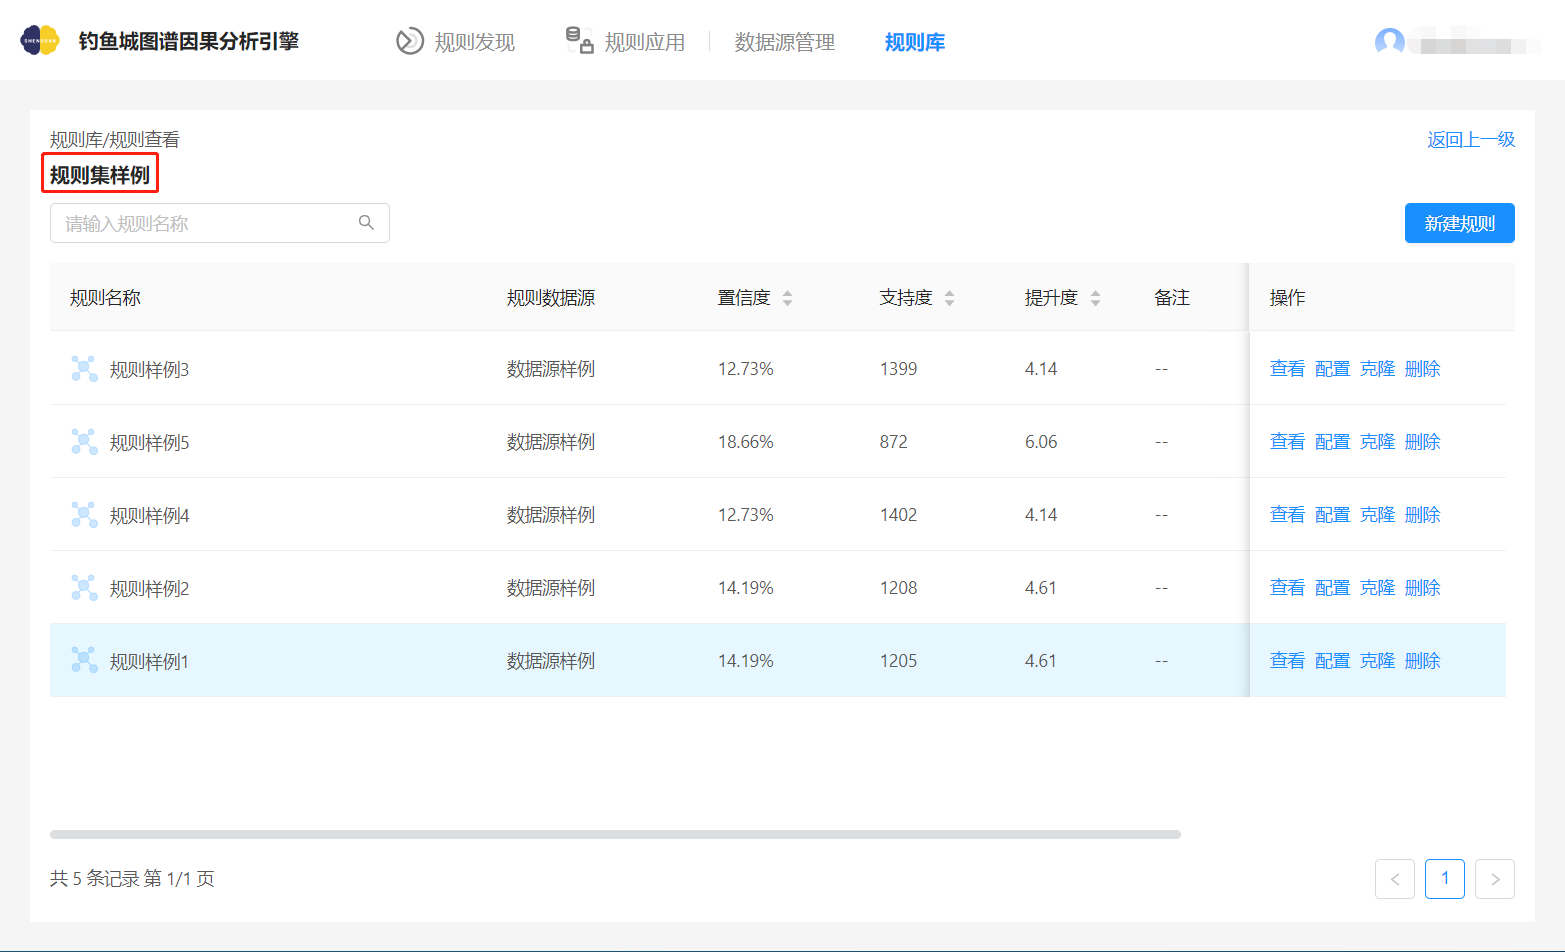 钓鱼城图谱因果分析引擎 规则发现 规则应用 数据源管理 规则库
规则库/规则查看 返回上一级
规则集样例
请输入规则名称 新建规则
规则名称 规则数据源 置信度 支持度 提升度 备注 操作
规则样例3 数据源样例 12.73% 1399 4.14 -- 查看 配置 克隆 删除
规则样例5 数据源样例 18.66% 872 6.06 -- 查看 配置 克隆 删除
规则样例4 数据源样例 12.73% 1402 4.14 -- 查看 配置 克隆 删除
规则样例2 数据源样例 14.19% 1208 4.61 -- 查看 配置 克隆 删除
规则样例1 数据源样例 14.19% 1205 4.61 -- 查看 配置 克隆 删除
共 5 条记录 第 1/1 页 < 1 >